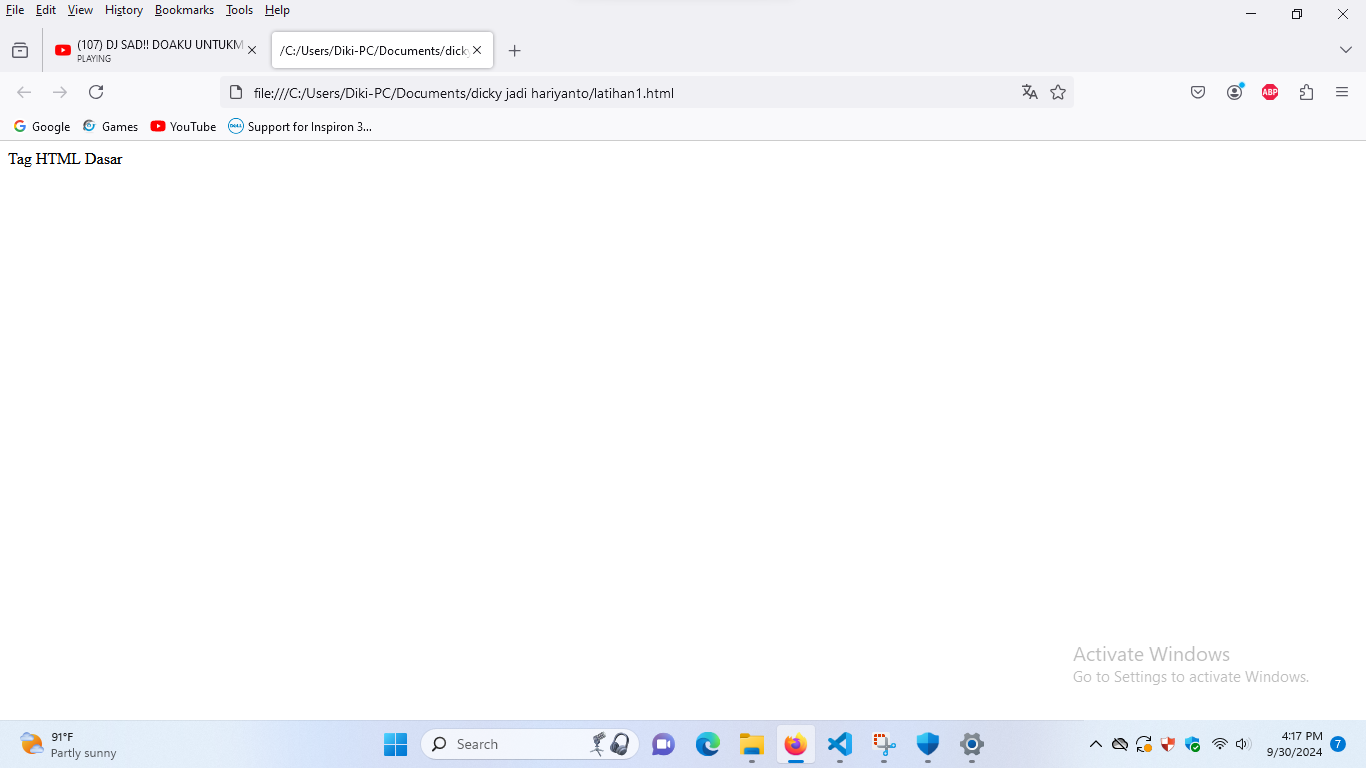 File Edit View History Bookmarks Tools Help
(107) DJ SAD!! DOAKU UNTUKM
PLAYING
/C:/Users/Diki-PC/Documents/dick
file:///C:/Users/Diki-PC/Documents/dicky jadi hariyanto/latihan1.html
ABP
Google Games YouTube DELL Support for Inspiron 3...
Tag HTML Dasar
Activate Windows
Go to Settings to activate Windows.
91°F
Partly sunny
Search
4:17 PM
9/30/2024
7